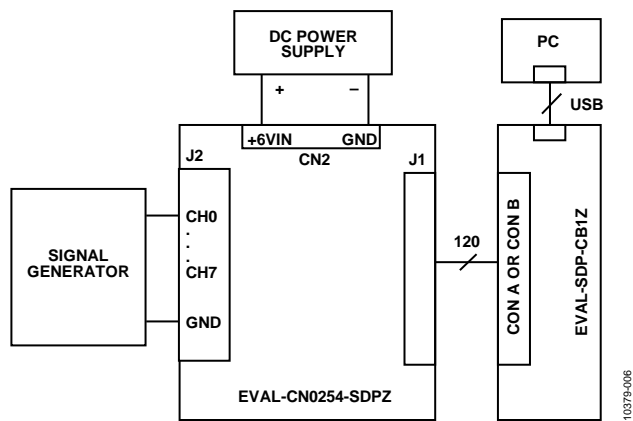 DC POWER
SUPPLY
PC
+
–
USB
+6VIN
GND
CN2
J2
J1
CH0
.
.
.
.
CH7
GND
SIGNAL
GENERATOR
120
CON A OR CON B
EVAL-SDP-CB1Z
EVAL-CN0254-SDPZ
10379-006